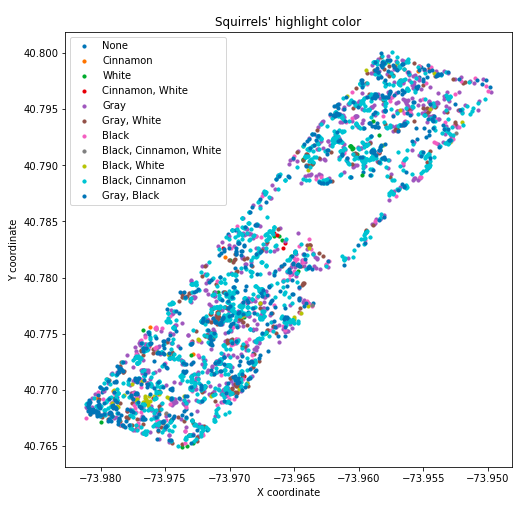 Squirrels' highlight color
None
Cinnamon
White
Cinnamon, White
Gray
Gray, White
Black
Black, Cinnamon, White
Black, White
Black, Cinnamon
Gray, Black
40.800
40.795
40.790
40.785
40.780
40.775
40.770
40.765
Y coordinate
−73.980 −73.975 −73.970 −73.965 −73.960 −73.955 −73.950
X coordinate